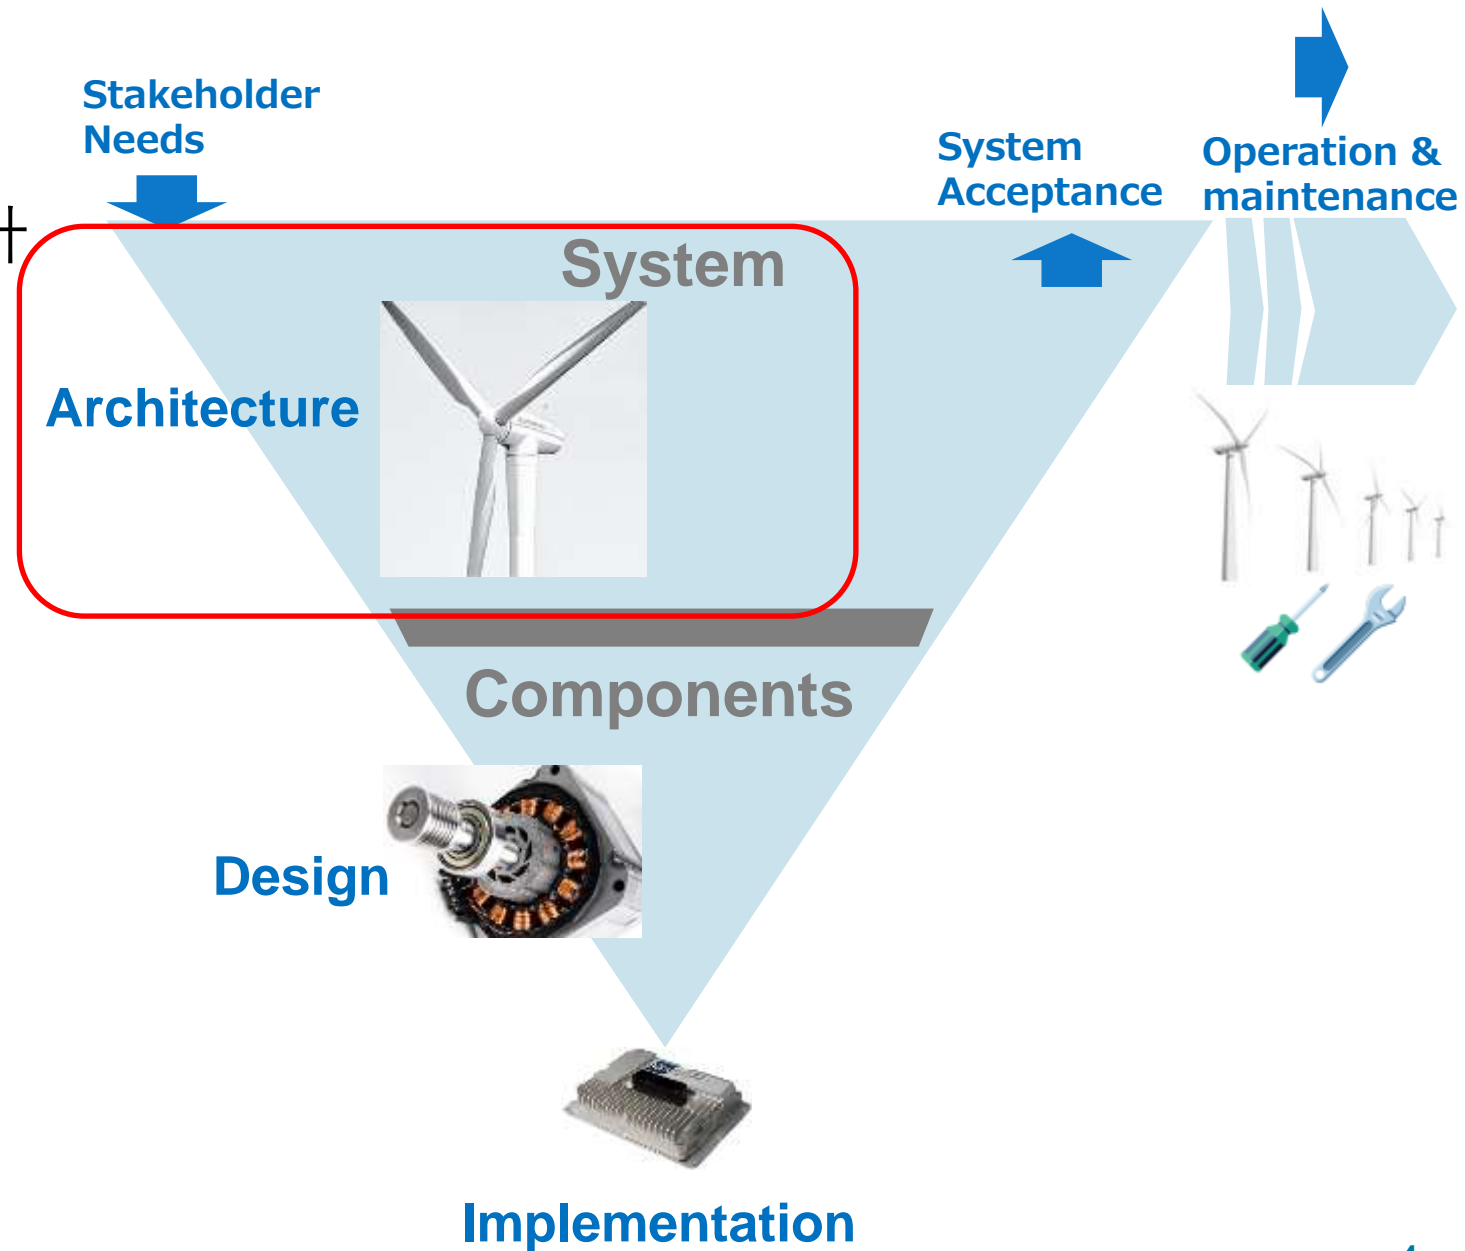 Stakeholder
Needs
System
Acceptance
Operation &
maintenance
System
Architecture
Components
Design
Implementation